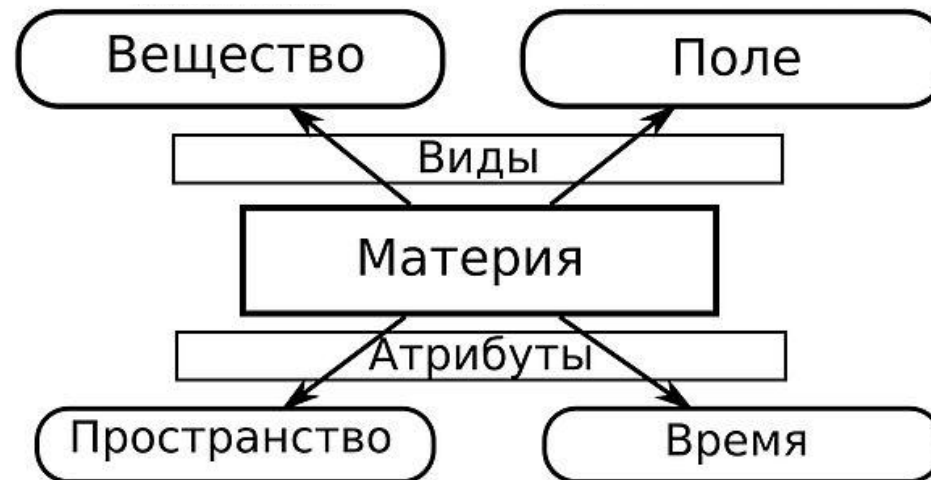 Вещество Поле
Виды
Материя
Атрибуты
Пространство Время